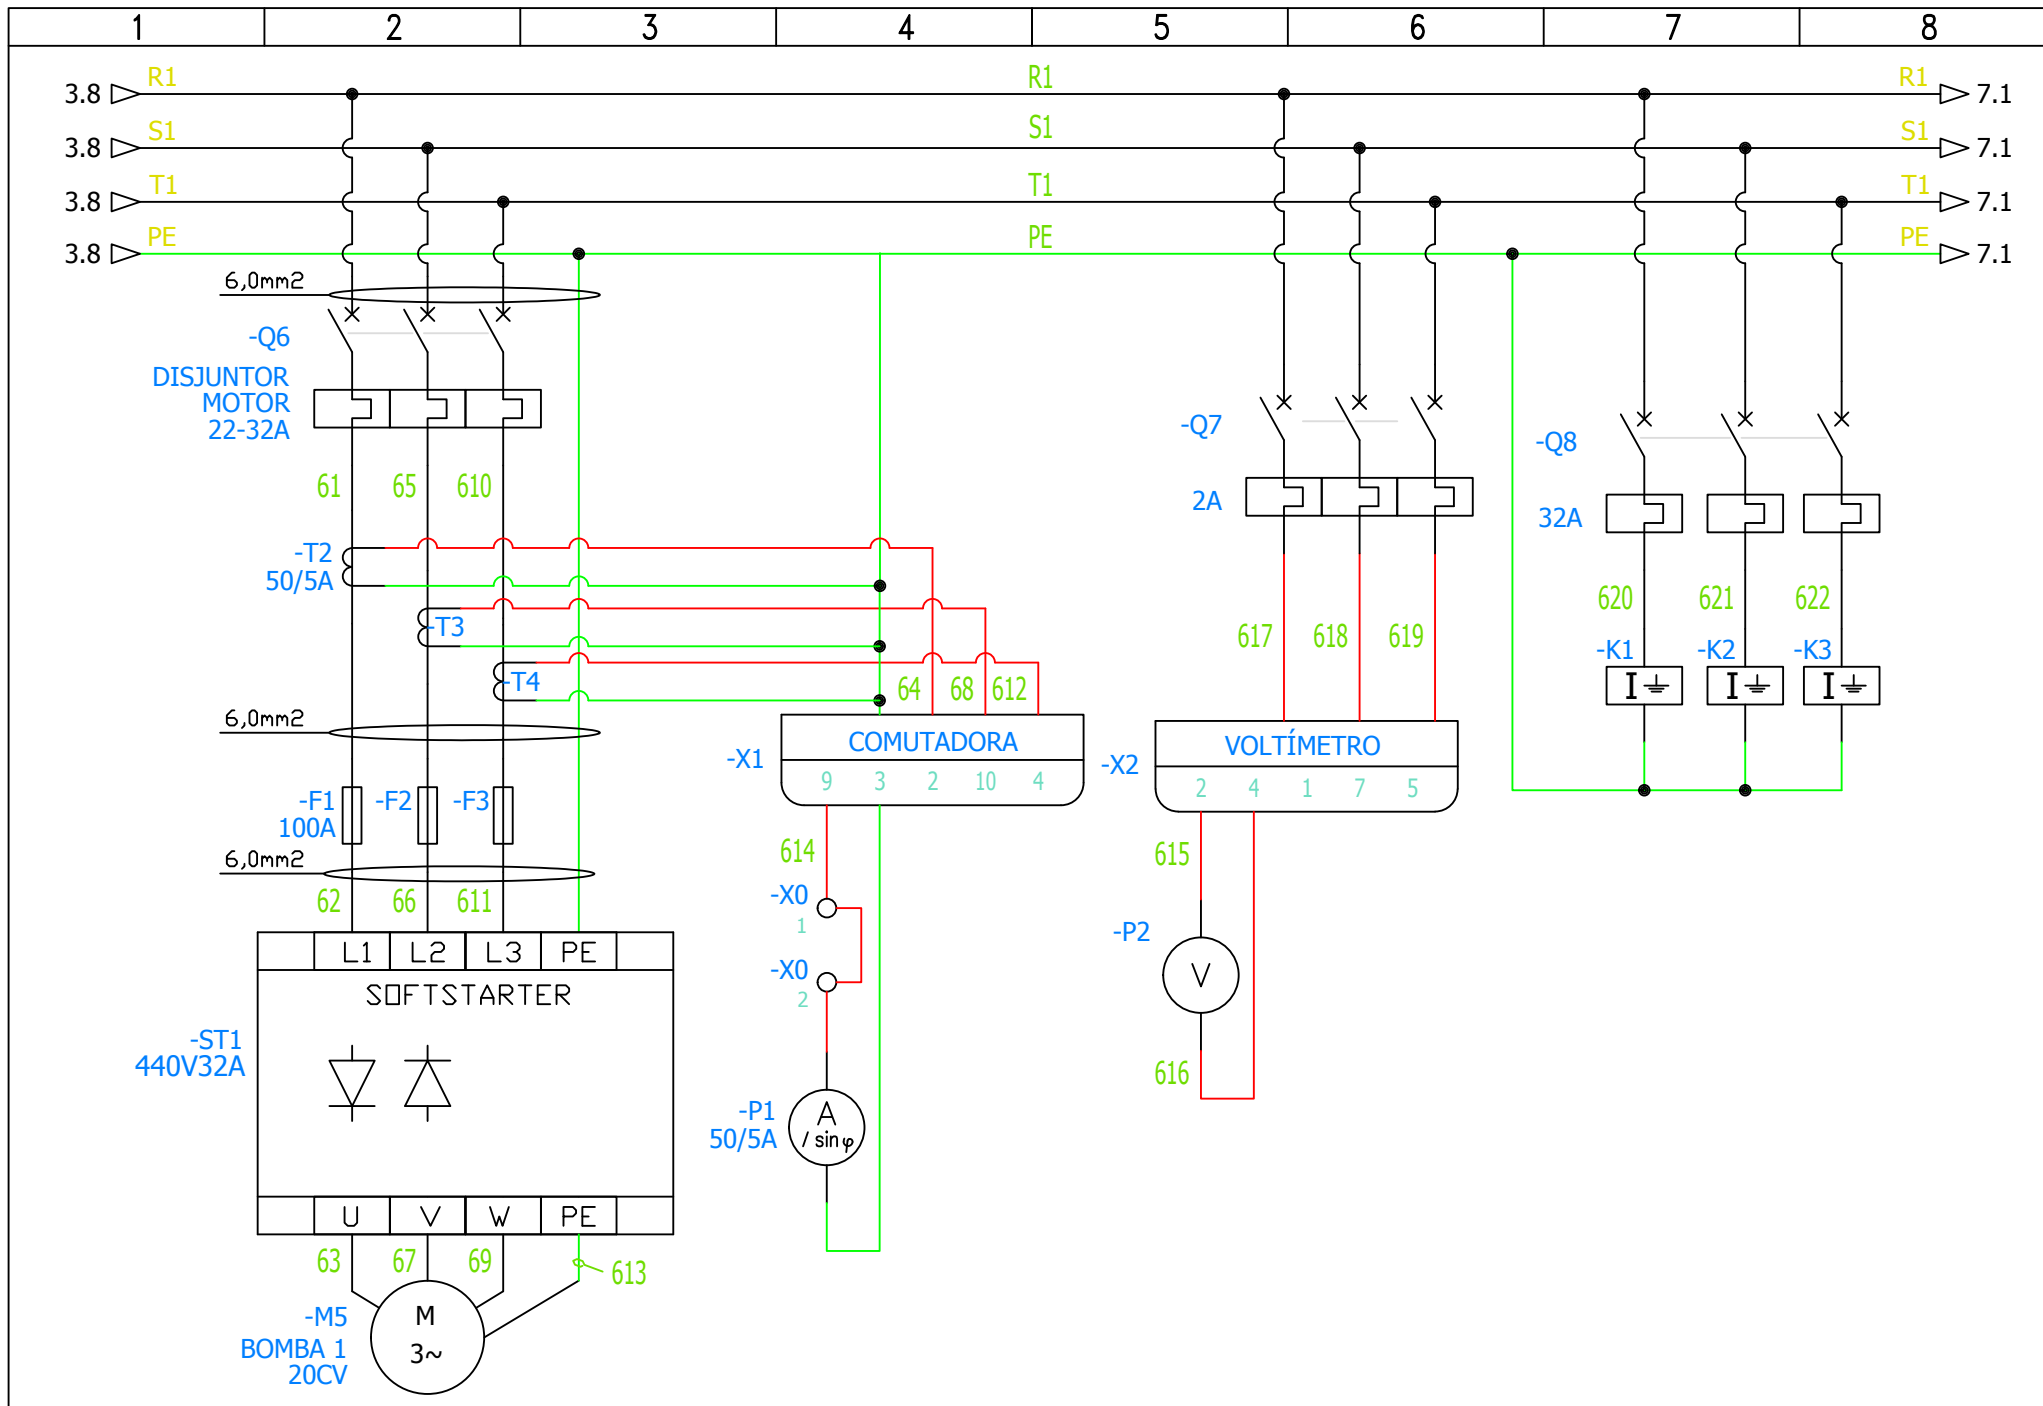 1 2 3 4 5 6 7 8
3.8 R1 R1 R1 7.1
3.8 S1 S1 S1 7.1
3.8 T1 T1 T1 7.1
3.8 PE PE PE 7.1
6,0mm2
-Q6
DISJUNTOR
MOTOR
22-32A
-Q7
2A
-Q8
32A
61 65 610
-T2
50/5A
-T3
-T4
64 68 612
617 618 619
620 621 622
-K1 -K2 -K3
6,0mm2
-X1
COMUTADORA
9 3 2 10 4
-X2
VOLTÍMETRO
2 4 1 7 5
-F1
100A
-F2
-F3
6,0mm2
62 66 611
L1 L2 L3 PE
SOFTSTARTER
-ST1
440V32A
U V W PE
63 67 69 613
-M5
BOMBA 1
20CV
M
3~
614
-X0
1
-X0
2
-P1
50/5A
A
/ sinφ
615
-P2
V
616